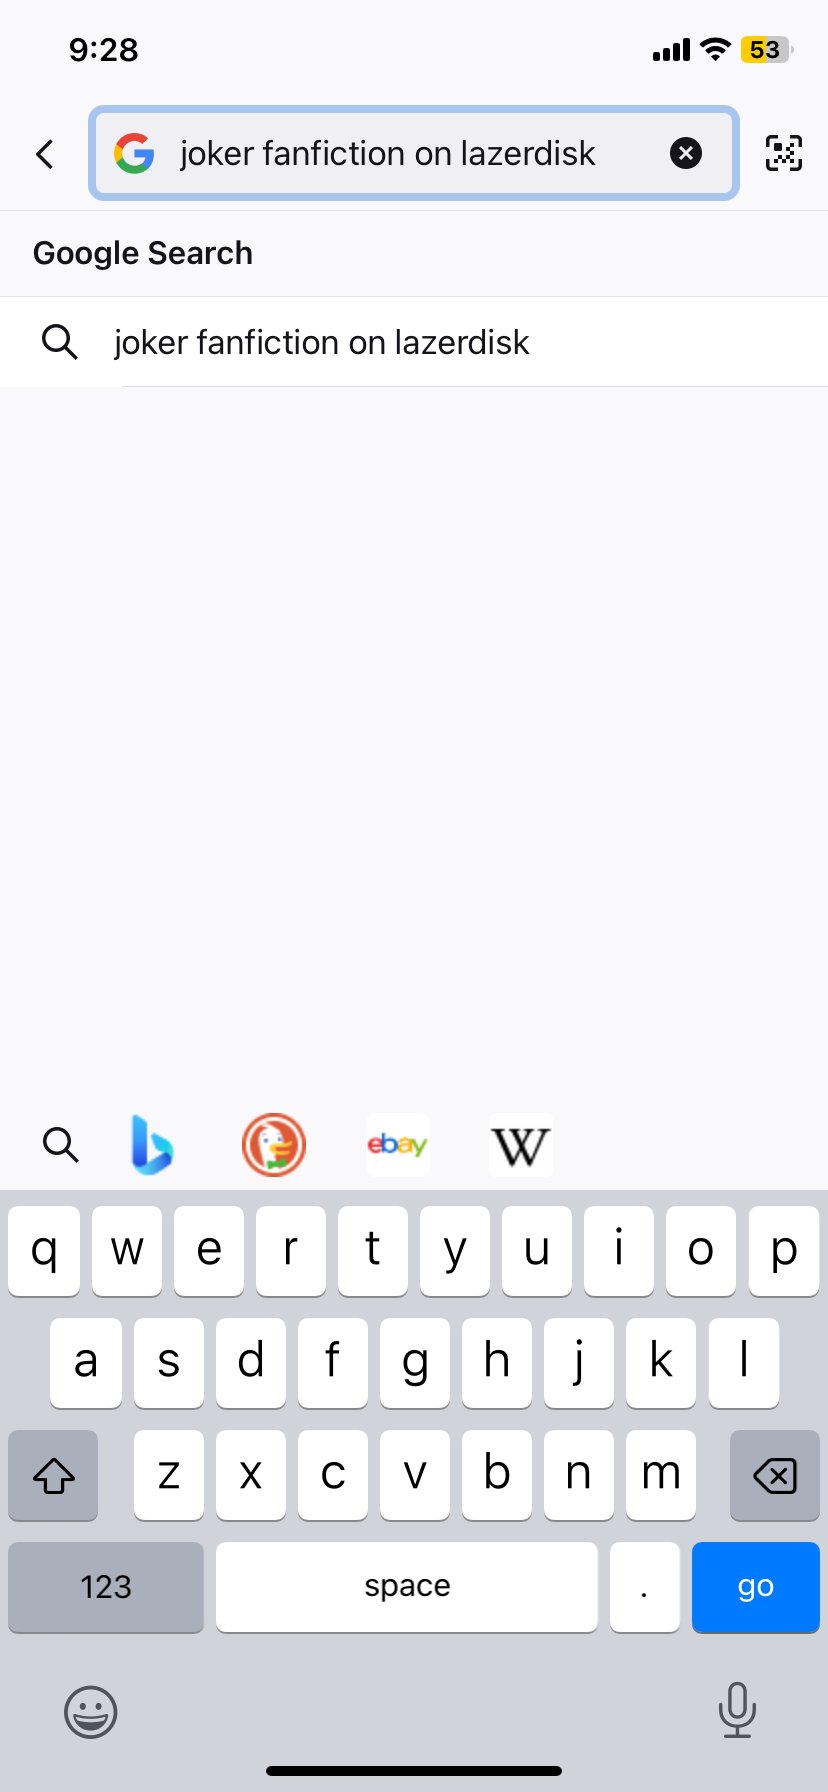 9:28
53
joker fanfiction on lazerdisk
Google Search
joker fanfiction on lazerdisk
ebay
W
q w e r t y u i o p
a s d f g h j k l
z x c v b n m
123 space . go